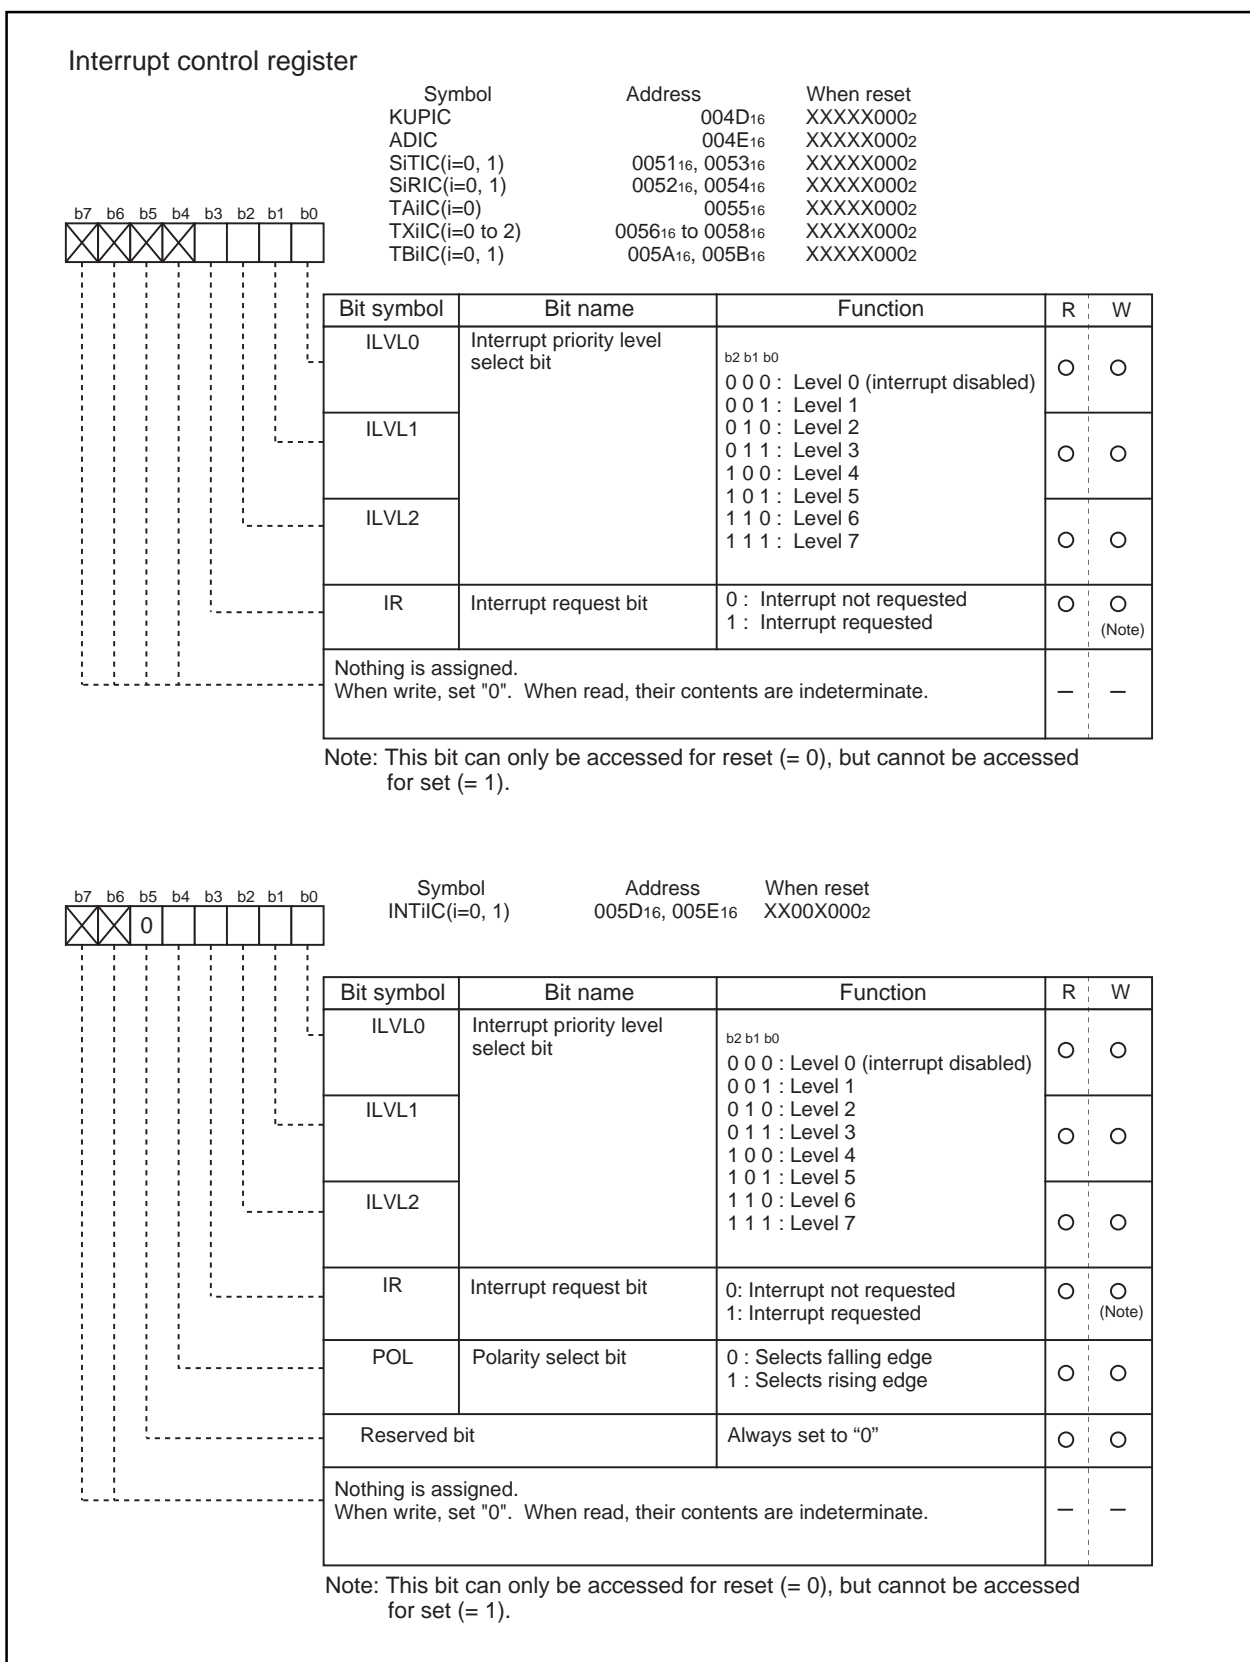 Interrupt control register
Symbol Address When reset
KUPIC 004D16 XXXXX0002
ADIC 004E16 XXXXX0002
SiTIC(i=0, 1) 005116, 005316 XXXXX0002
SiRIC(i=0, 1) 005216, 005416 XXXXX0002
TAiIC(i=0) 005516 XXXXX0002
TXiIC(i=0 to 2) 005616 to 005816 XXXXX0002
TBiIC(i=0, 1) 005A16, 005B16 XXXXX0002
b7 b6 b5 b4 b3 b2 b1 b0
Bit symbol Bit name Function R W
ILVL0 Interrupt priority level
select bit
b2 b1 b0
0 0 0 : Level 0 (interrupt disabled)
0 0 1 : Level 1
ILVL1 0 1 0 : Level 2
0 1 1 : Level 3
1 0 0 : Level 4
1 0 1 : Level 5
ILVL2 1 1 0 : Level 6
1 1 1 : Level 7
IR Interrupt request bit 0 : Interrupt not requested
1 : Interrupt requested
(Note)
Nothing is assigned.
When write, set "0". When read, their contents are indeterminate. – –
Note: This bit can only be accessed for reset (= 0), but cannot be accessed
for set (= 1).
Symbol Address When reset
INTiIC(i=0, 1) 005D16, 005E16 XX00X0002
b7 b6 b5 b4 b3 b2 b1 b0
0
Bit symbol Bit name Function R W
ILVL0 Interrupt priority level
select bit
b2 b1 b0
0 0 0 : Level 0 (interrupt disabled)
0 0 1 : Level 1
ILVL1 0 1 0 : Level 2
0 1 1 : Level 3
1 0 0 : Level 4
1 0 1 : Level 5
ILVL2 1 1 0 : Level 6
1 1 1 : Level 7
IR Interrupt request bit 0: Interrupt not requested
1: Interrupt requested
(Note)
POL Polarity select bit 0 : Selects falling edge
1 : Selects rising edge
Reserved bit Always set to “0”
Nothing is assigned.
When write, set "0". When read, their contents are indeterminate. – –
Note: This bit can only be accessed for reset (= 0), but cannot be accessed
for set (= 1).